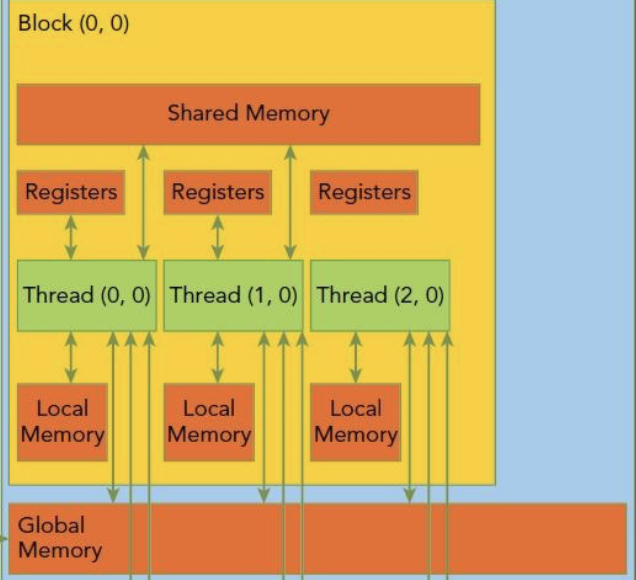 Block (0, 0)
Shared Memory
Registers Registers Registers
Thread (0, 0) Thread (1, 0) Thread (2, 0)
Local Local Local
Memory Memory Memory
Global
Memory